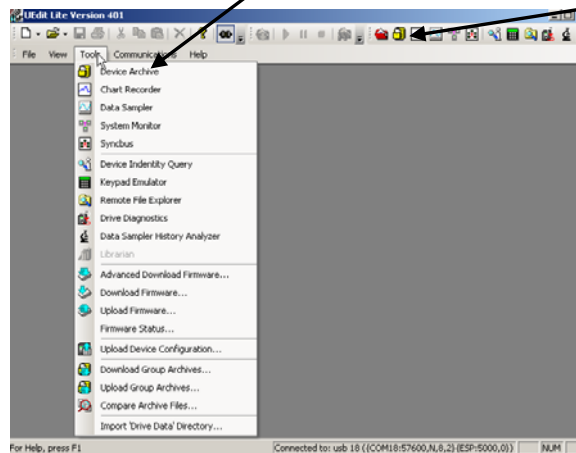 UEdit Lite Version 401
File View Tools Communications Help
Device Archive
Chart Recorder
Data Sampler
System Monitor
Syncbus
Device Indentity Query
Keypad Emulator
Remote File Explorer
Drive Diagnostics
Data Sampler History Analyzer
Librarian
Advanced Download Firmware...
Download Firmware...
Upload Firmware...
Firmware Status...
Upload Device Configuration...
Download Group Archives...
Upload Group Archives...
Compare Archive Files...
Import 'Drive Data' Directory...
For Help, press F1 Connected to: usb 18 ((COM18:57600,N,8,2)-(ESP:5000,0)) NUM